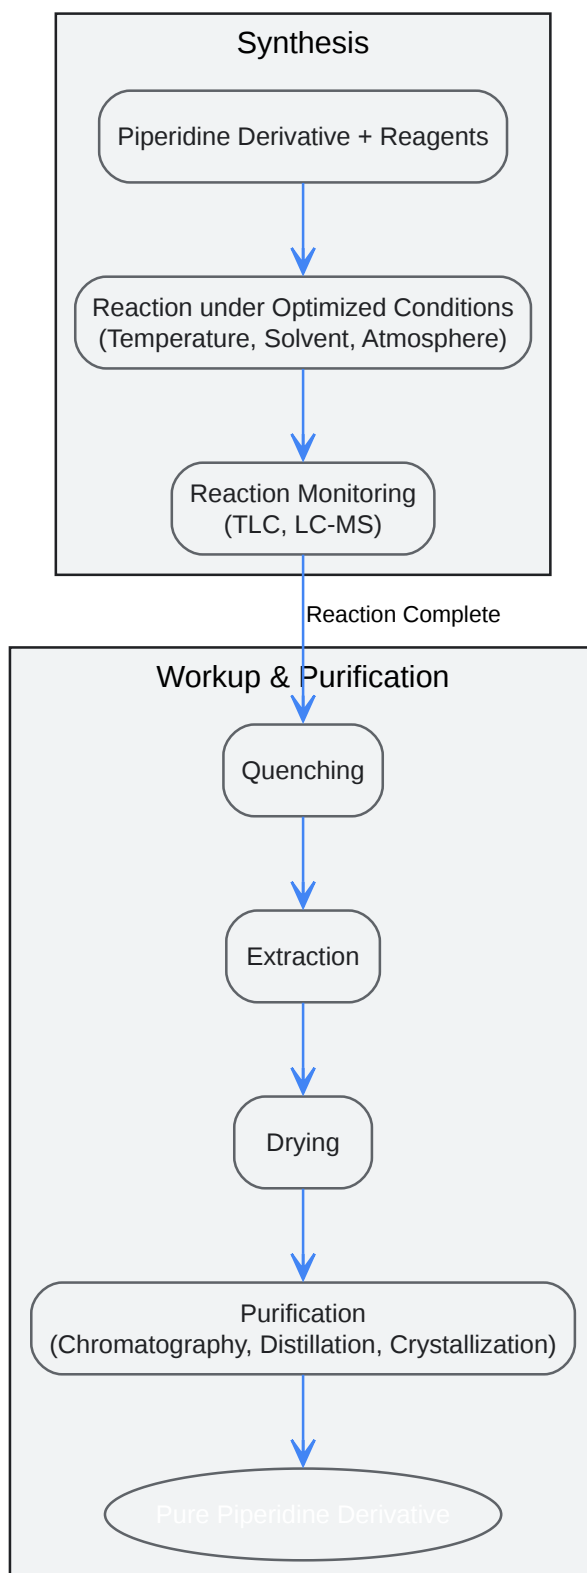 Synthesis
Piperidine Derivative + Reagents
Reaction under Optimized Conditions
(Temperature, Solvent, Atmosphere)
Reaction Monitoring
(TLC, LC-MS)
Reaction Complete
Workup & Purification
Quenching
Extraction
Drying
Purification
(Chromatography, Distillation, Crystallization)
Pure Piperidine Derivative